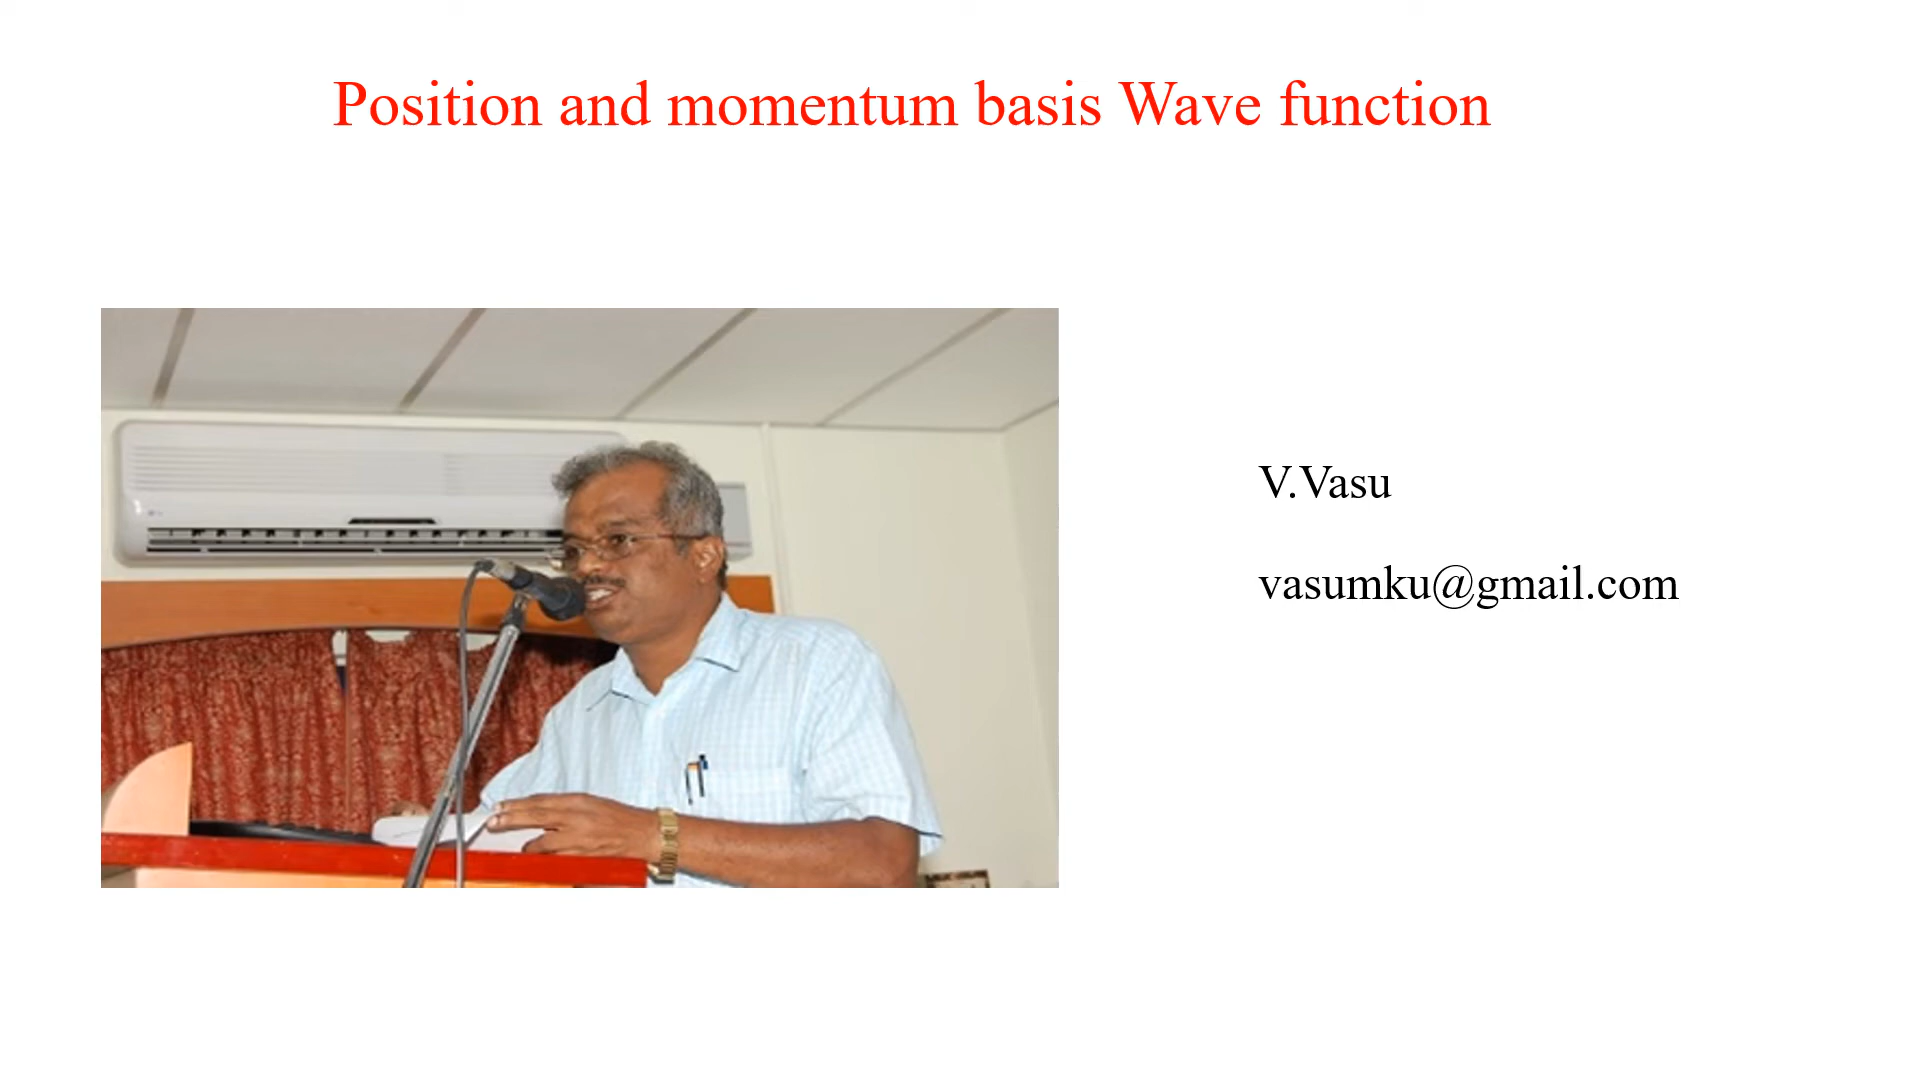 Position and momentum basis Wave function
V.Vasu
vasumku@gmail.com